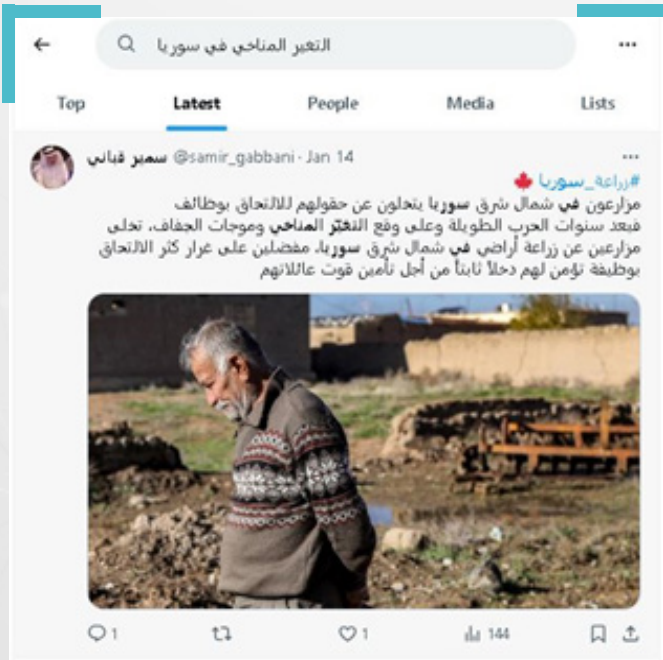 التغير المناخي في سوريا
Top Latest People Media Lists
سمير قباني @samir_gabbani · Jan 14
#زراعة_سوريا 🍁
مزارعون في شمال شرق سوريا يتخلون عن حقولهم للالتحاق بوظائف
فبعد سنوات الحرب الطويلة وعلى وقع التغيّر المناخي وموجات الجفاف، تخلى
مزارعين عن زراعة أراضي في شمال شرق سوريا، مفضلين على غرار كثر الالتحاق
بوظيفة تؤمن لهم دخلاً ثابتاً من أجل تأمين قوت عائلاتهم
1 1 144